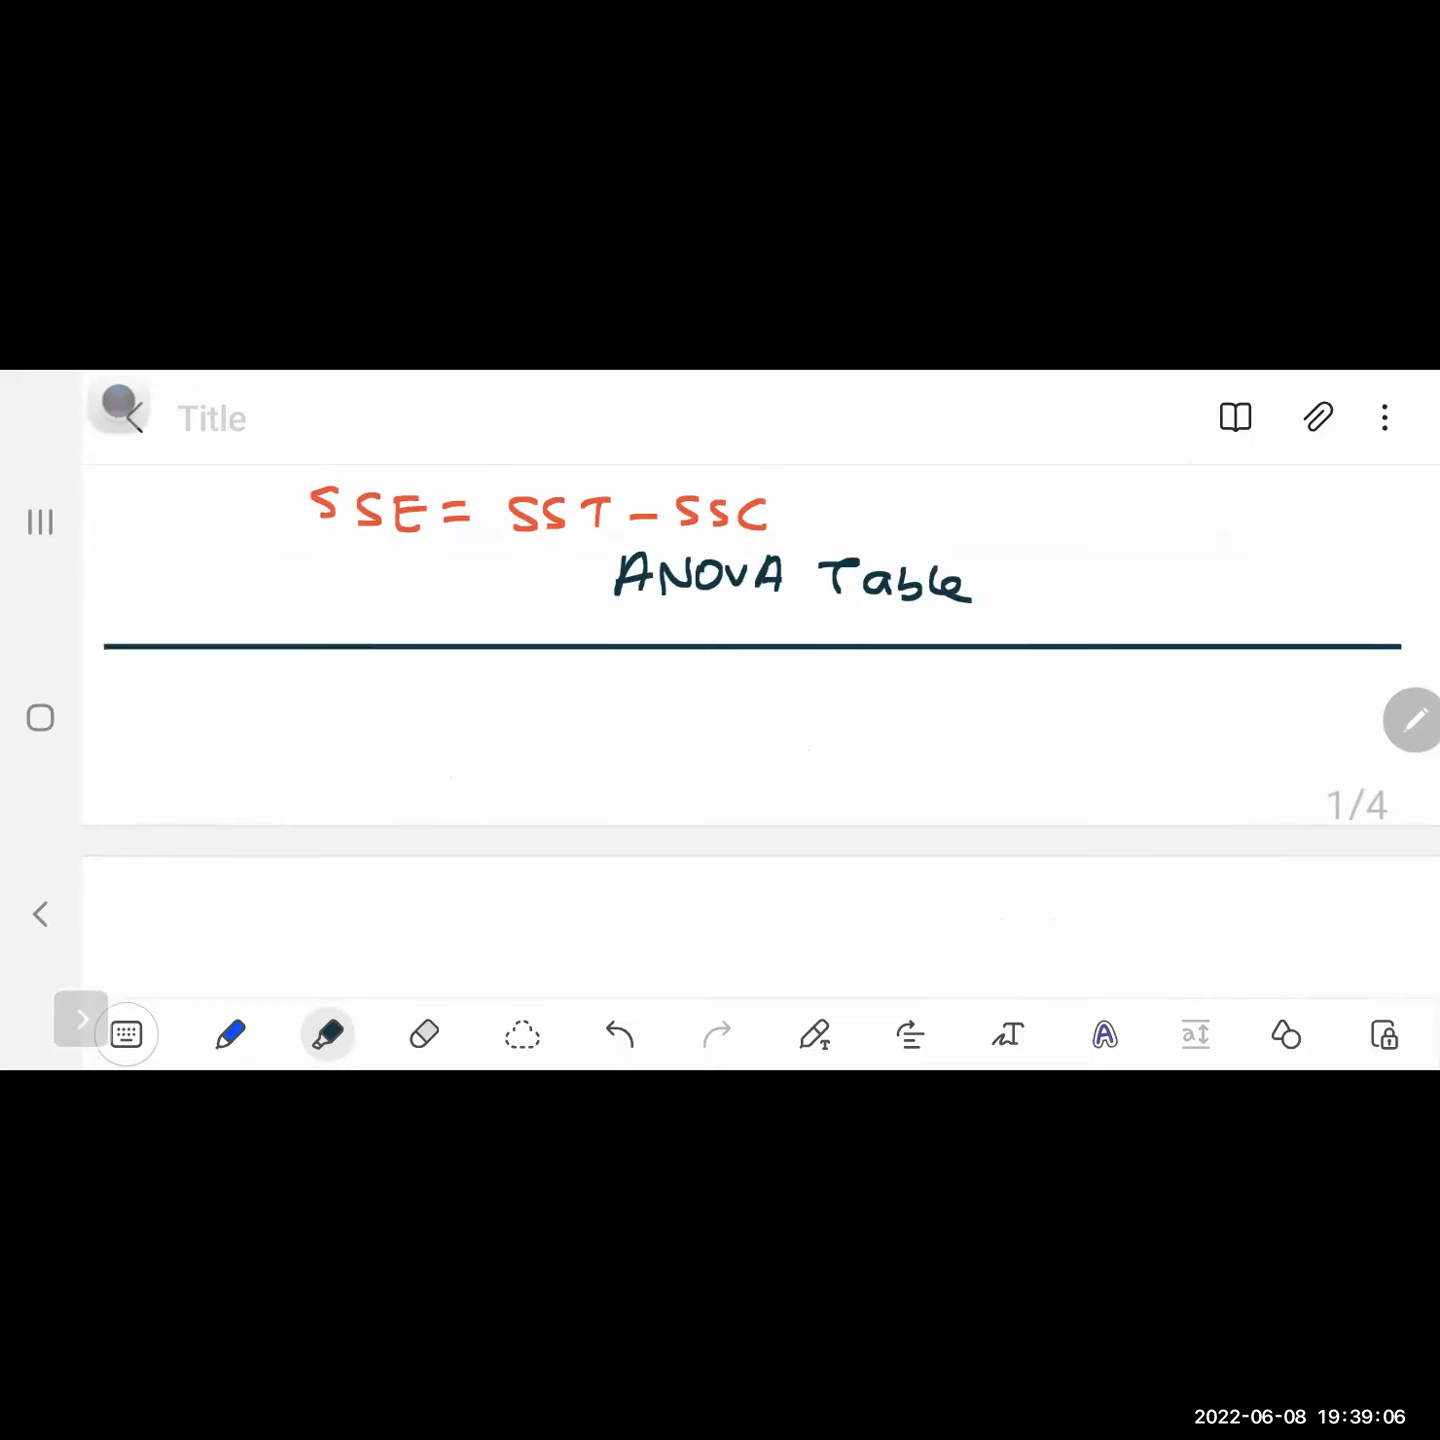 Title
SSE = SST - SSC
ANOVA Table
1/4
2022-06-08 19:39:06